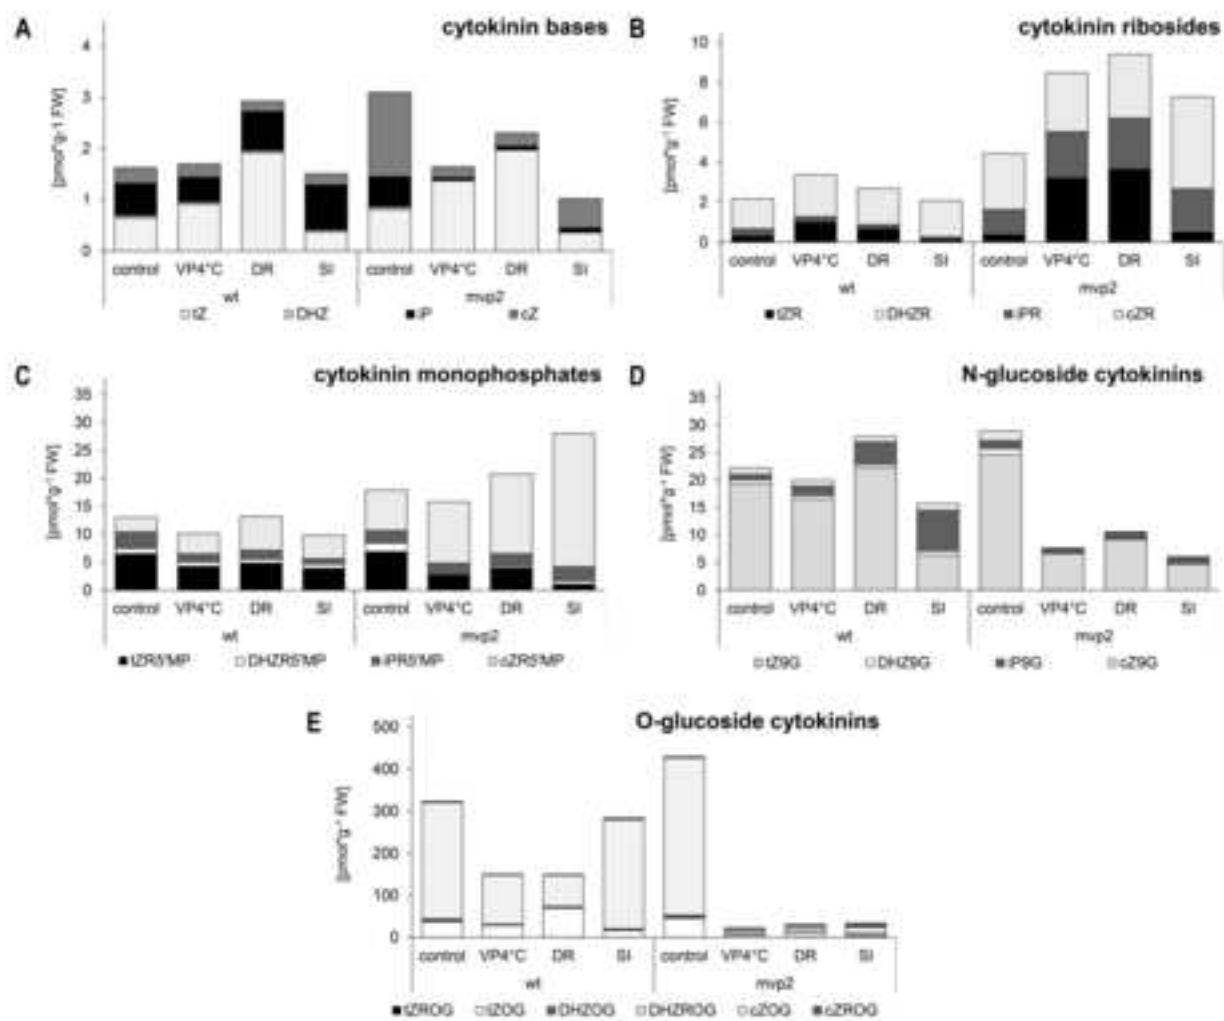 A cytokinin bases
[pmol*g-1 FW]
4
3
2
1
0
control VP4°C DR SI control VP4°C DR SI
wt mvp2
tZ DHZ iP cZ
B cytokinin ribosides
[pmol*g-1 FW]
10
8
6
4
2
0
control VP4°C DR SI control VP4°C DR SI
wt mvp2
tZR DHZR iPR cZR
C cytokinin monophosphates
[pmol*g-1 FW]
35
30
25
20
15
10
5
0
control VP4°C DR SI control VP4°C DR SI
wt mvp2
tZR5'MP DHZR5'MP iPR5'MP cZR5'MP
D N-glucoside cytokinins
[pmol*g-1 FW]
35
30
25
20
15
10
5
0
control VP4°C DR SI control VP4°C DR SI
wt mvp2
tZ9G DHZ9G iP9G cZ9G
E O-glucoside cytokinins
[pmol*g-1 FW]
500
400
300
200
100
0
control VP4°C DR SI control VP4°C DR SI
wt mvp2
tZROG tZOG DHZOG DHZROG cZOG cZROG